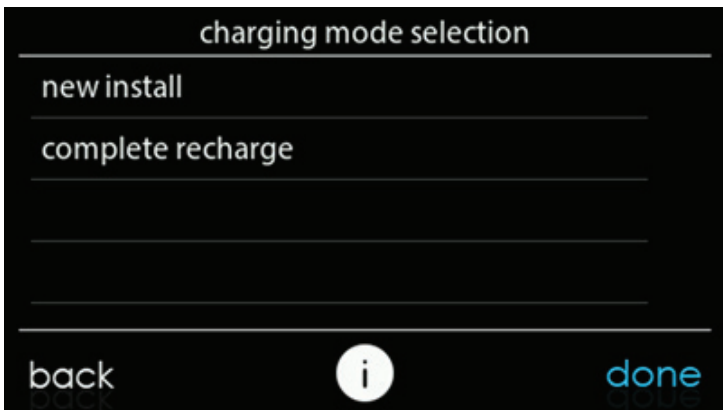 charging mode selection
new install
complete recharge
back
i
done